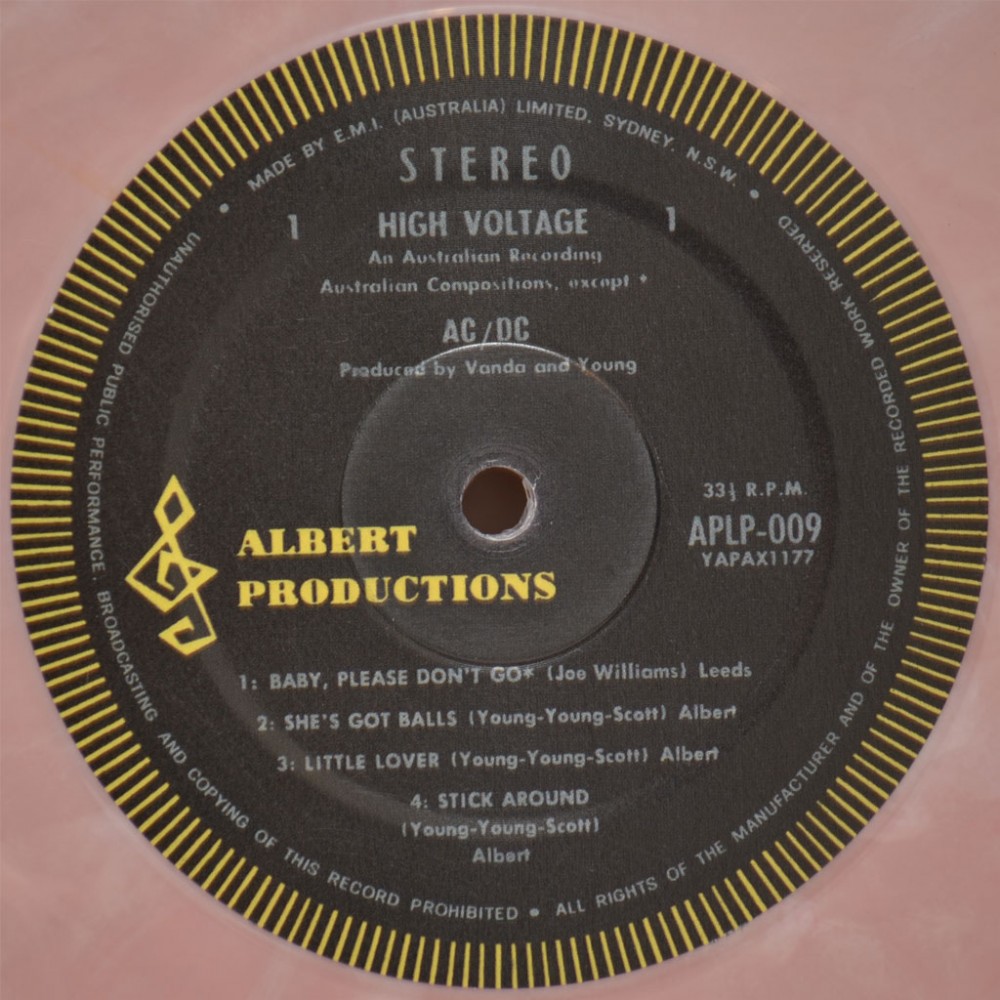 MADE BY E.M.I. (AUSTRALIA) LIMITED, SYDNEY, N.S.W. •
STEREO
1 HIGH VOLTAGE 1
An Australian Recording
Australian Compositions, except *
AC/DC
Produced by Vanda and Young
33⅓ R.P.M.
APLP-009
YAPAX1177
ALBERT
PRODUCTIONS
1: BABY, PLEASE DON'T GO* (Joe Williams) Leeds
2: SHE'S GOT BALLS (Young-Young-Scott) Albert
3: LITTLE LOVER (Young-Young-Scott) Albert
4: STICK AROUND
(Young-Young-Scott)
Albert
• UNAUTHORISED PUBLIC PERFORMANCE, BROADCASTING AND COPYING OF THIS RECORD PROHIBITED • ALL RIGHTS OF THE MANUFACTURER AND OF THE OWNER OF THE RECORDED WORK RESERVED